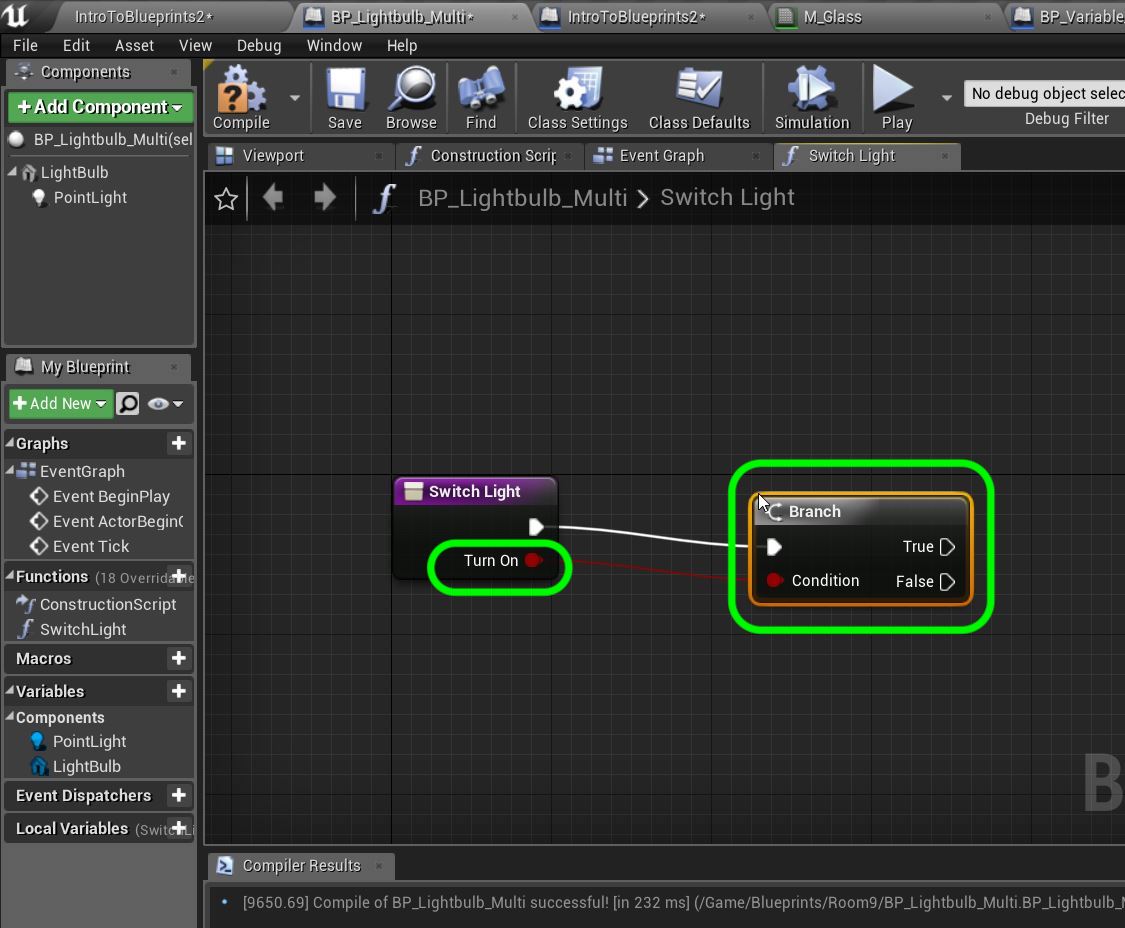 IntroToBlueprints2*
BP_Lightbulb_Multi*
IntroToBlueprints2*
M_Glass
BP_Variable
File Edit Asset View Debug Window Help
Components
+ Add Component
BP_Lightbulb_Multi(sel
LightBulb
PointLight
Compile
Save
Browse
Find
Class Settings
Class Defaults
Simulation
Play
No debug object selec
Debug Filter
Viewport
Construction Scrip
Event Graph
Switch Light
BP_Lightbulb_Multi > Switch Light
My Blueprint
+ Add New
Graphs
EventGraph
Event BeginPlay
Event ActorBeginO
Event Tick
Functions (18 Overridable
ConstructionScript
SwitchLight
Macros
Variables
Components
PointLight
LightBulb
Event Dispatchers
Local Variables (SwitchLi
Switch Light
Turn On
Branch
True
Condition
False
B
Compiler Results
[9650.69] Compile of BP_Lightbulb_Multi successful! [in 232 ms] (/Game/Blueprints/Room9/BP_Lightbulb_Multi.BP_Lightbulb_M